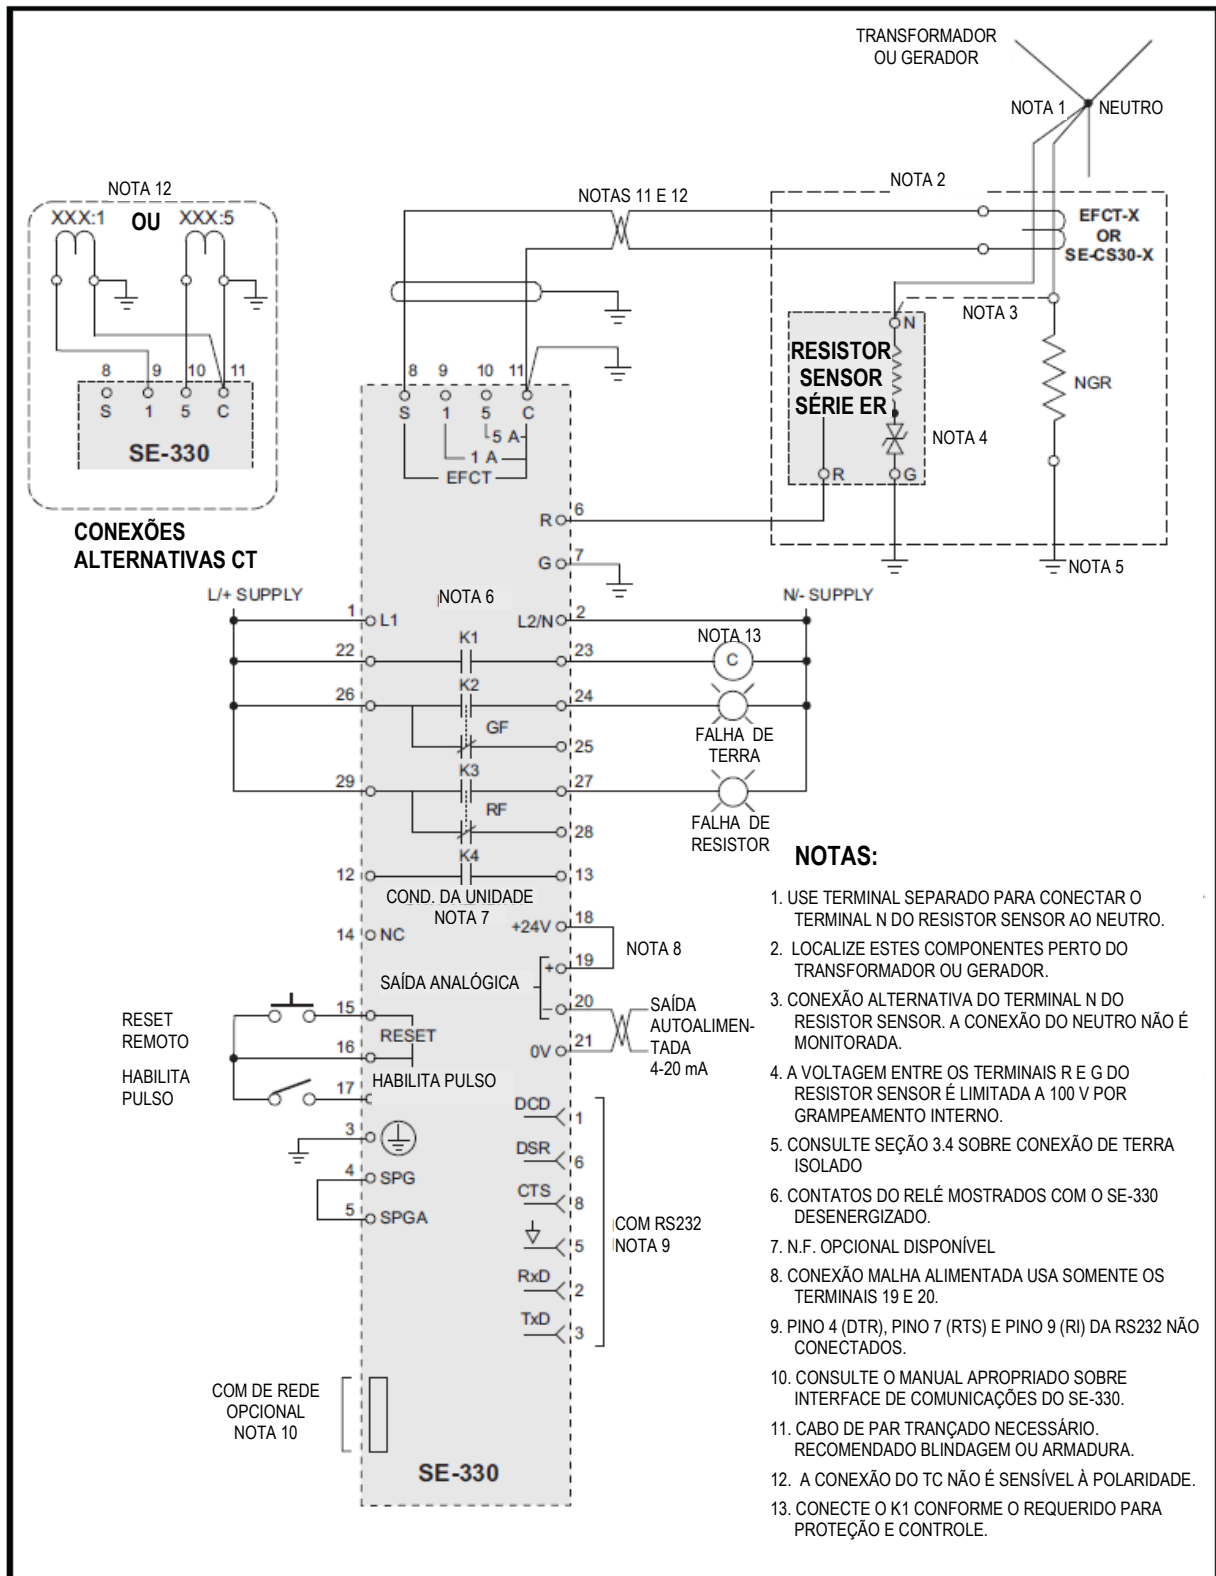 TRANSFORMADOR
OU GERADOR
NOTA 1
NEUTRO
NOTA 12
XXX:1
OU
XXX:5
8
9
10
11
S
1
5
C
SE-330
CONEXÕES
ALTERNATIVAS CT
NOTAS 11 E 12
NOTA 2
EFCT-X
OR
SE-CS30-X
NOTA 3
N
RESISTOR
SENSOR
SÉRIE ER
NGR
NOTA 4
R
G
NOTA 5
8
9
10
11
S
1
5
C
5 A
1 A
EFCT
R
6
G
7
L/+ SUPPLY
NOTA 6
N/- SUPPLY
1
L1
L2/N
2
22
K1
23
NOTA 13
C
26
K2
24
GF
25
FALHA DE
TERRA
29
K3
27
RF
28
FALHA DE
RESISTOR
12
K4
13
COND. DA UNIDADE
NOTA 7
14
NC
+24V
18
NOTA 8
+
19
SAÍDA ANALÓGICA
−
20
0V
21
SAÍDA
AUTOALIMEN-
TADA
4-20 mA
RESET
REMOTO
15
RESET
16
HABILITA
PULSO
17
HABILITA PULSO
3
4
SPG
5
SPGA
DCD
1
DSR
6
CTS
8
5
RxD
2
TxD
3
COM RS232
NOTA 9
COM DE REDE
OPCIONAL
NOTA 10
SE-330
NOTAS:
1. USE TERMINAL SEPARADO PARA CONECTAR O
TERMINAL N DO RESISTOR SENSOR AO NEUTRO.
2. LOCALIZE ESTES COMPONENTES PERTO DO
TRANSFORMADOR OU GERADOR.
3. CONEXÃO ALTERNATIVA DO TERMINAL N DO
RESISTOR SENSOR. A CONEXÃO DO NEUTRO NÃO É
MONITORADA.
4. A VOLTAGEM ENTRE OS TERMINAIS R E G DO
RESISTOR SENSOR É LIMITADA A 100 V POR
GRAMPEAMENTO INTERNO.
5. CONSULTE SEÇÃO 3.4 SOBRE CONEXÃO DE TERRA
ISOLADO
6. CONTATOS DO RELÉ MOSTRADOS COM O SE-330
DESENERGIZADO.
7. N.F. OPCIONAL DISPONÍVEL
8. CONEXÃO MALHA ALIMENTADA USA SOMENTE OS
TERMINAIS 19 E 20.
9. PINO 4 (DTR), PINO 7 (RTS) E PINO 9 (RI) DA RS232 NÃO
CONECTADOS.
10. CONSULTE O MANUAL APROPRIADO SOBRE
INTERFACE DE COMUNICAÇÕES DO SE-330.
11. CABO DE PAR TRANÇADO NECESSÁRIO.
RECOMENDADO BLINDAGEM OU ARMADURA.
12. A CONEXÃO DO TC NÃO É SENSÍVEL À POLARIDADE.
13. CONECTE O K1 CONFORME O REQUERIDO PARA
PROTEÇÃO E CONTROLE.